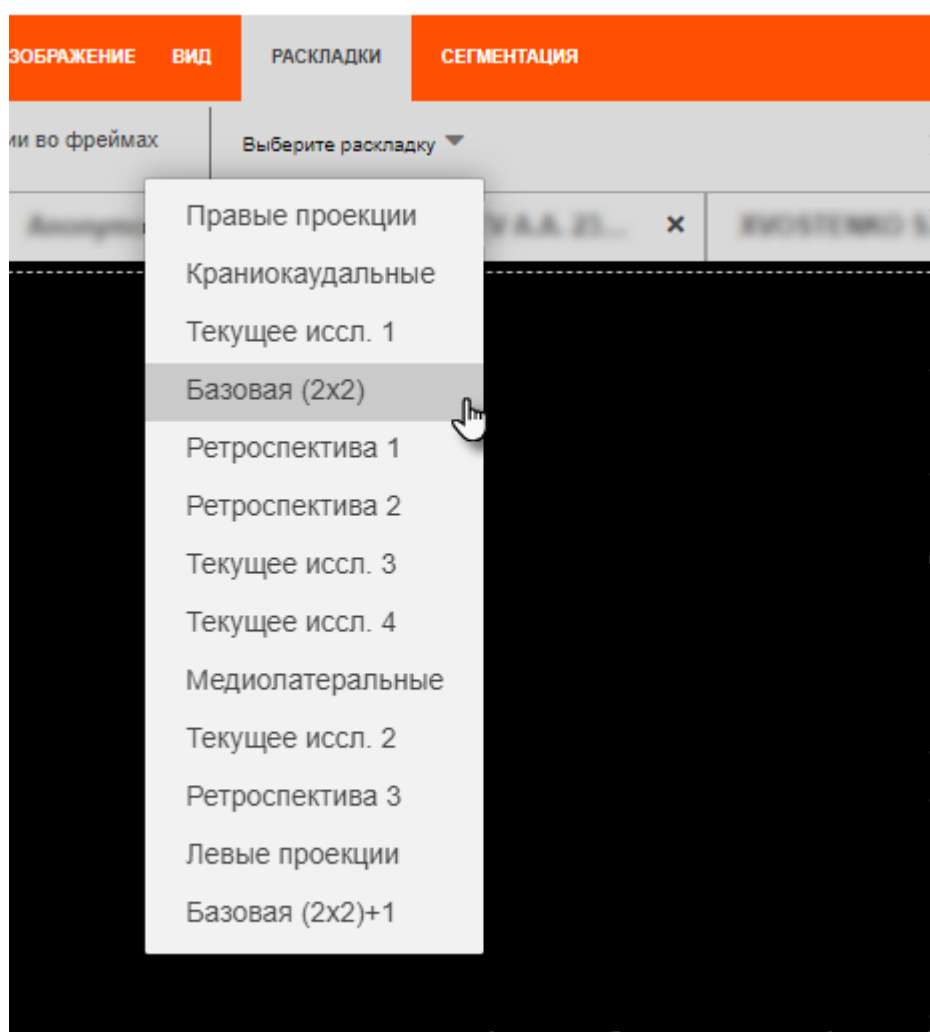 ЗОБРАЖЕНИЕ ВИД РАСКЛАДКИ СЕГМЕНТАЦИЯ
ии во фреймах Выберите раскладку
Правые проекции
Краниокаудальные
Текущее иссл. 1
Базовая (2x2)
Ретроспектива 1
Ретроспектива 2
Текущее иссл. 3
Текущее иссл. 4
Медиолатеральные
Текущее иссл. 2
Ретроспектива 3
Левые проекции
Базовая (2x2)+1